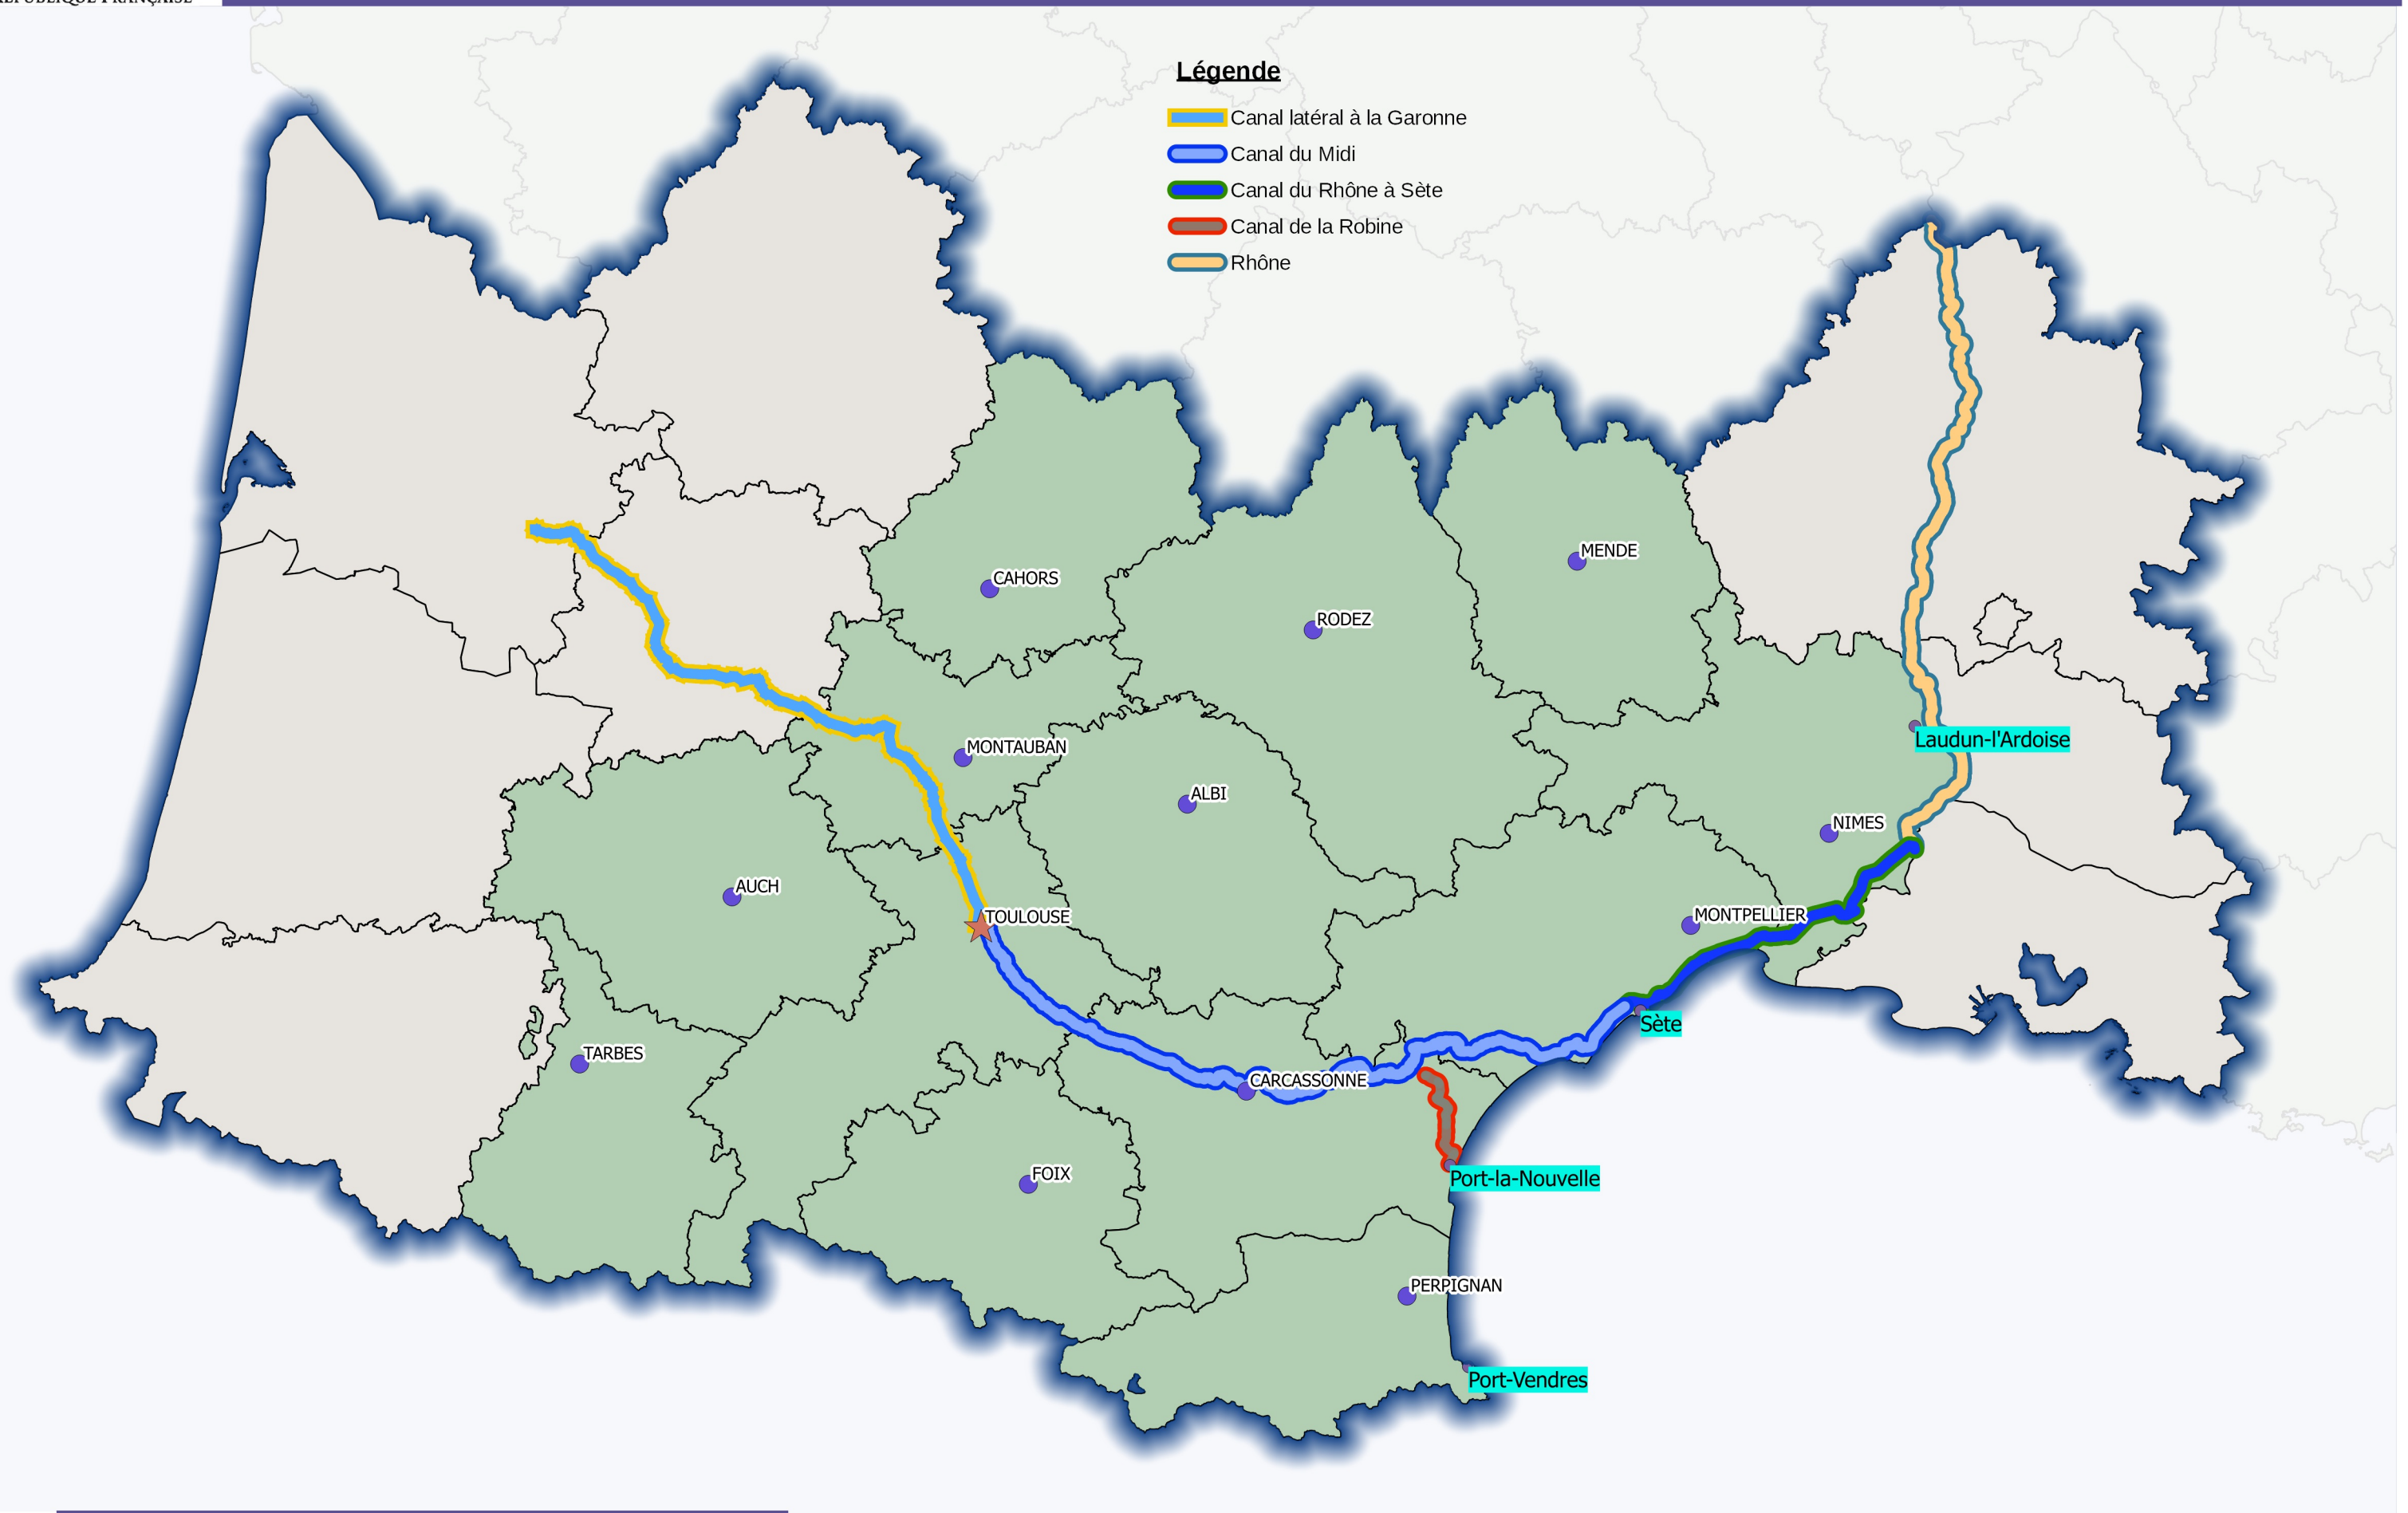 RÉPUBLIQUE FRANÇAISE
Légende
Canal latéral à la Garonne
Canal du Midi
Canal du Rhône à Sète
Canal de la Robine
Rhône
MENDE
CAHORS
RODEZ
Laudun-l'Ardoise
MONTAUBAN
ALBI
NIMES
AUCH
TOULOUSE
MONTPELLIER
Sète
TARBES
CARCASSONNE
FOIX
Port-la-Nouvelle
PERPIGNAN
Port-Vendres